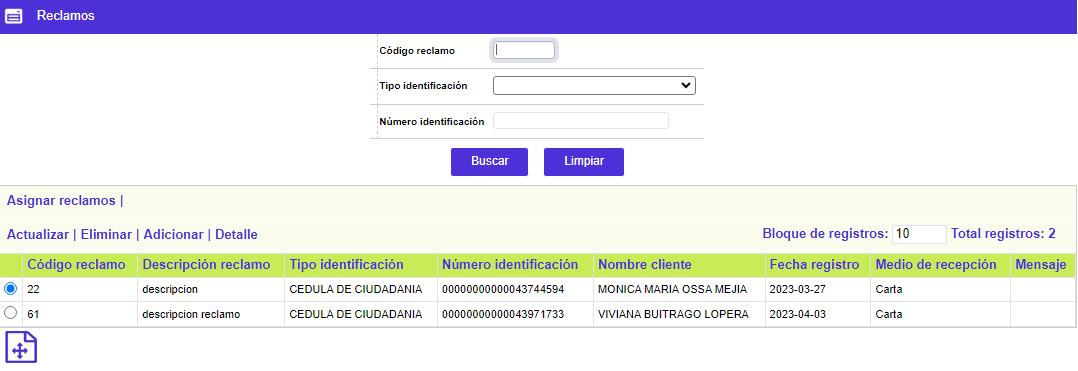 Reclamos
Código reclamo
Tipo identificación
Número identificación
Buscar Limpiar
Asignar reclamos |
Actualizar | Eliminar | Adicionar | Detalle Bloque de registros: 10 Total registros: 2
Código reclamo Descripción reclamo Tipo identificación Número identificación Nombre cliente Fecha registro Medio de recepción Mensaje
22 descripcion CEDULA DE CIUDADANIA 00000000000043744594 MONICA MARIA OSSA MEJIA 2023-03-27 Carta
61 descripcion reclamo CEDULA DE CIUDADANIA 00000000000043971733 VIVIANA BUITRAGO LOPERA 2023-04-03 Carta